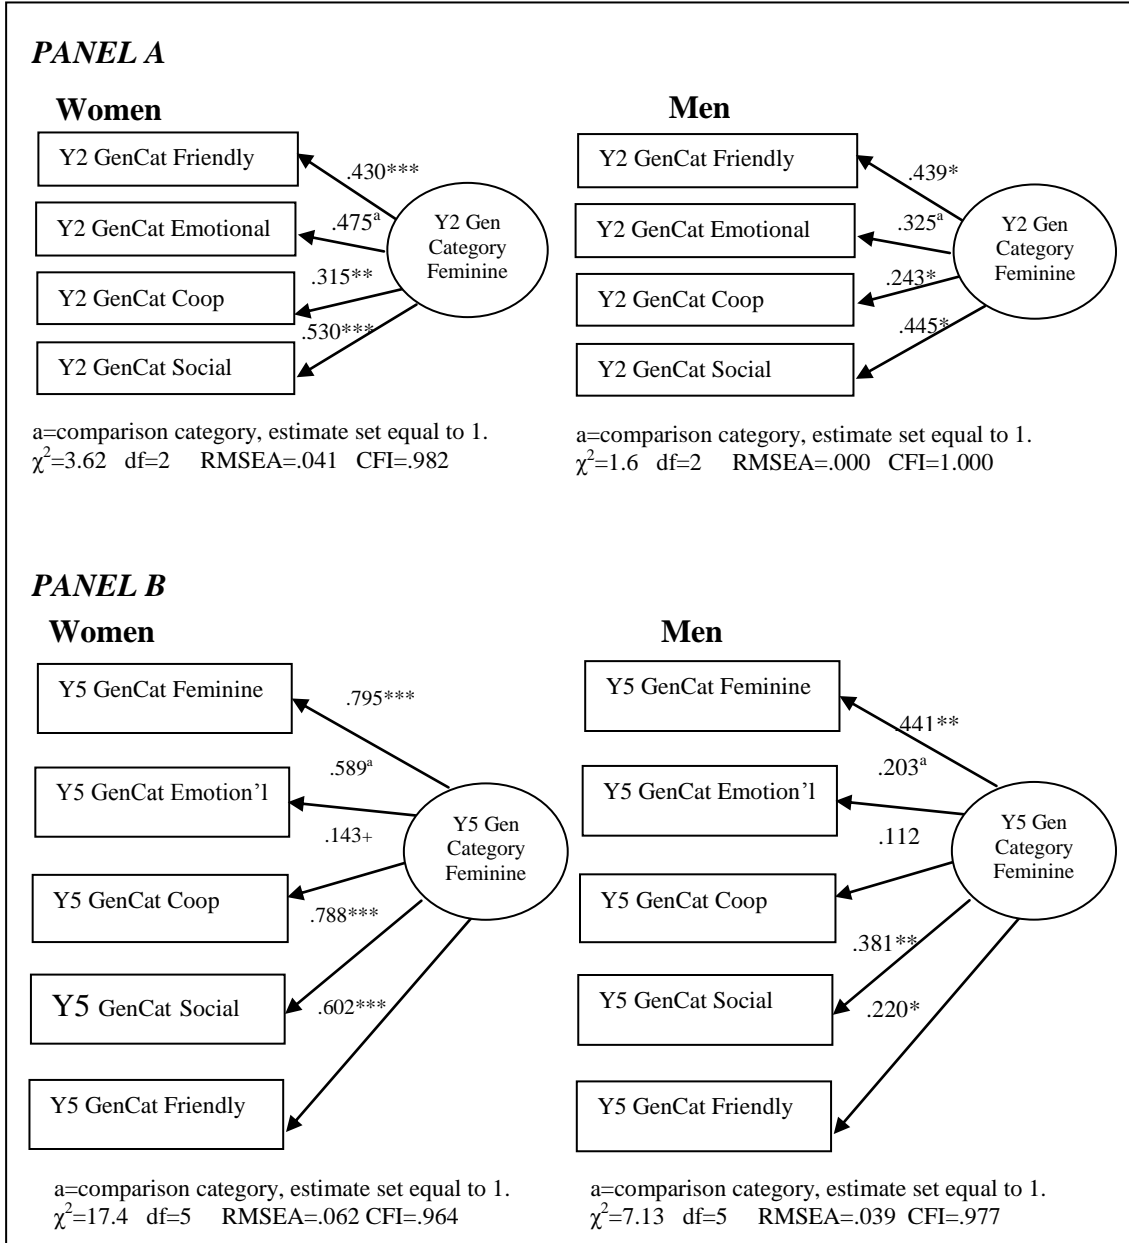 PANEL A
Women
Y2 GenCat Friendly
.430***
Y2 GenCat Emotional
.475ᵃ
Y2 GenCat Coop
.315**
Y2 GenCat Social
.530***
Y2 Gen
Category
Feminine
a=comparison category, estimate set equal to 1.
χ²=3.62 df=2 RMSEA=.041 CFI=.982
Men
Y2 GenCat Friendly
.439*
Y2 GenCat Emotional
.325ᵃ
Y2 GenCat Coop
.243*
Y2 GenCat Social
.445*
Y2 Gen
Category
Feminine
a=comparison category, estimate set equal to 1.
χ²=1.6 df=2 RMSEA=.000 CFI=1.000
PANEL B
Women
Y5 GenCat Feminine
.795***
Y5 GenCat Emotion’l
.589ᵃ
Y5 GenCat Coop
.143+
Y5 GenCat Social
.788***
Y5 GenCat Friendly
.602***
Y5 Gen
Category
Feminine
a=comparison category, estimate set equal to 1.
χ²=17.4 df=5 RMSEA=.062 CFI=.964
Men
Y5 GenCat Feminine
.441**
Y5 GenCat Emotion’l
.203ᵃ
Y5 GenCat Coop
.112
Y5 GenCat Social
.381**
Y5 GenCat Friendly
.220*
Y5 Gen
Category
Feminine
a=comparison category, estimate set equal to 1.
χ²=7.13 df=5 RMSEA=.039 CFI=.977